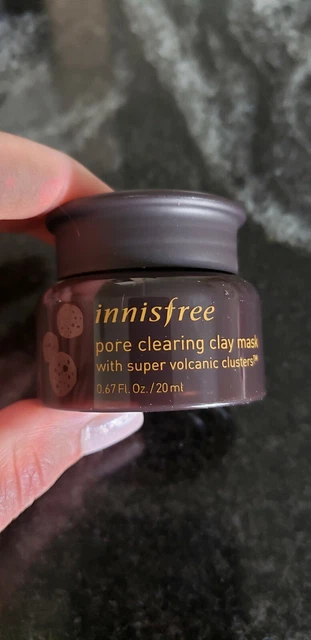 innisfree
pore clearing clay mask
with super volcanic clusters™
0.67 Fl. Oz. / 20 ml